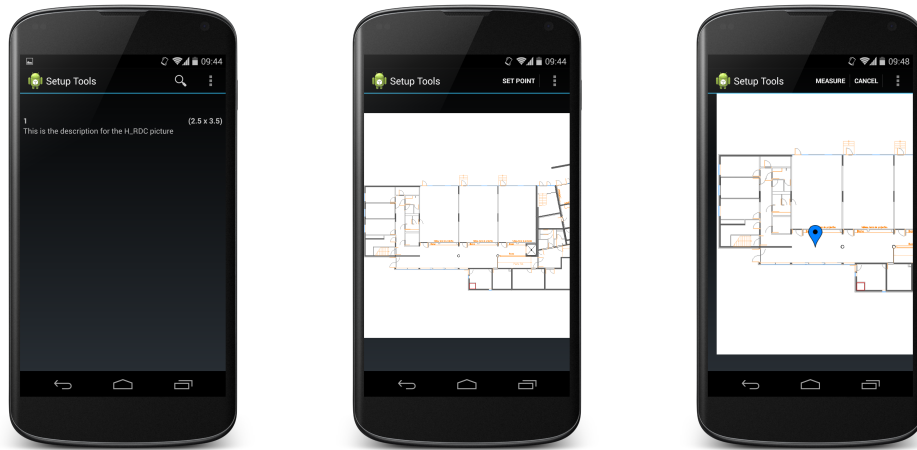 09:44
Setup Tools
1
(2.5 x 3.5)
This is the description for the H_RDC picture
09:44
Setup Tools
SET POINT
09:48
Setup Tools
MEASURE
CANCEL